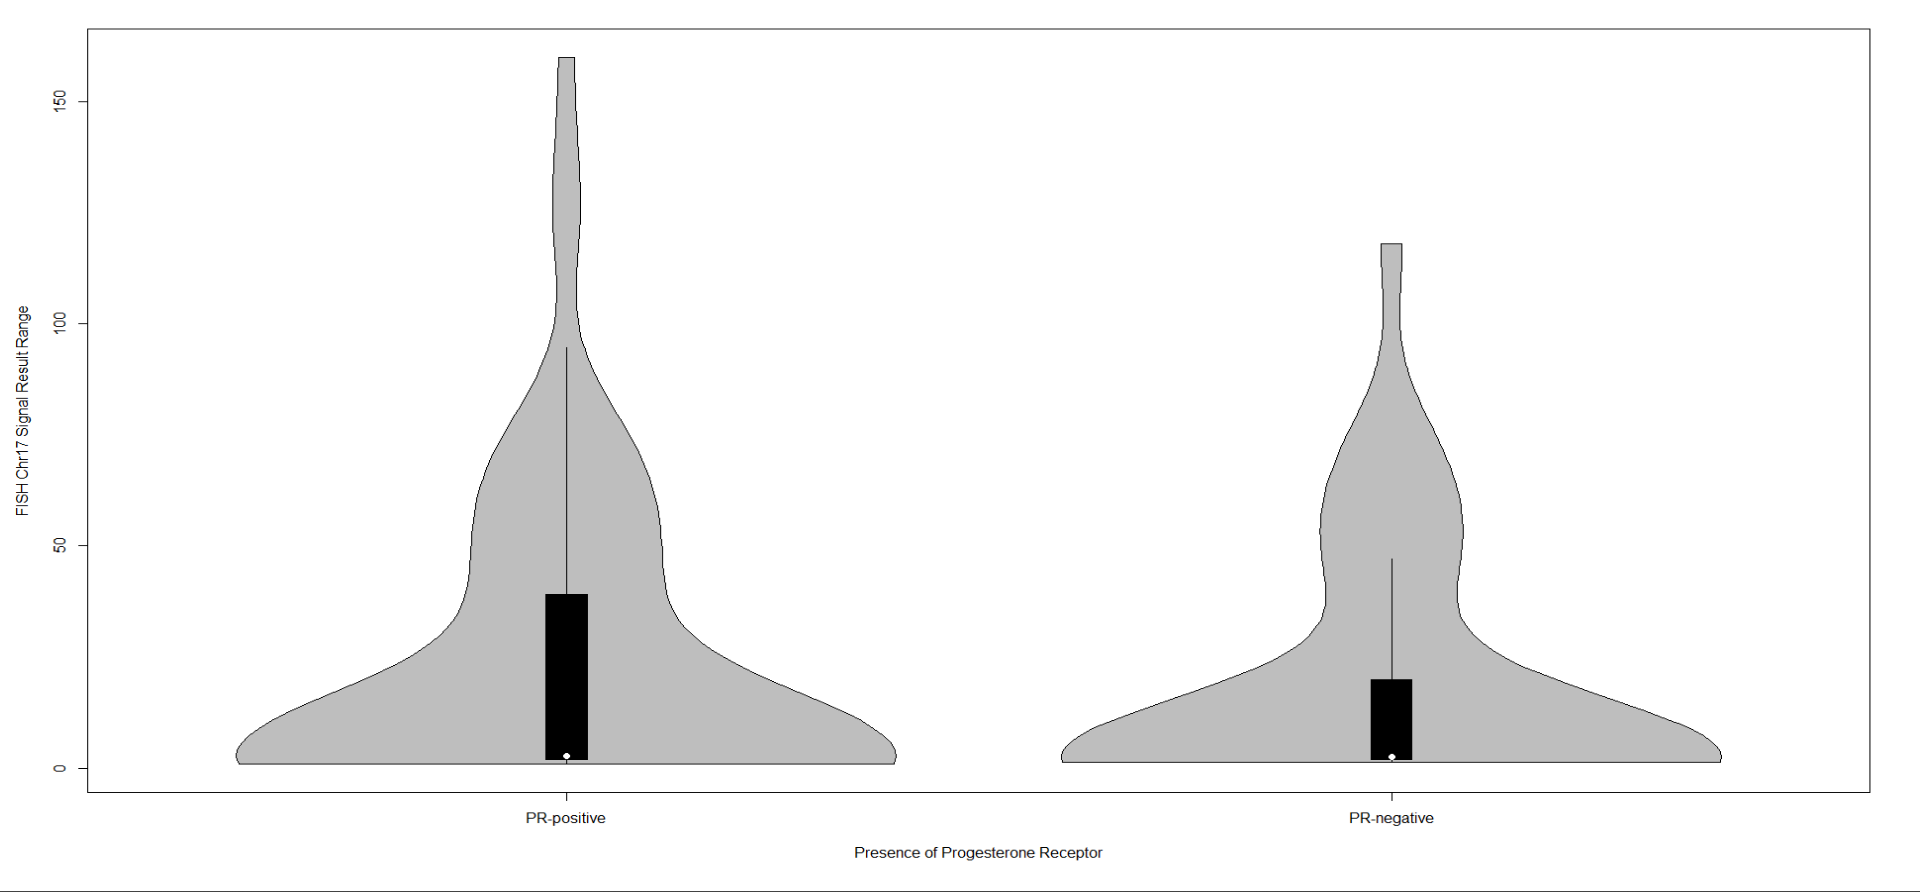 FISH Chr17 Signal Result Range
150
100
50
0
PR-positive
PR-negative
Presence of Progesterone Receptor